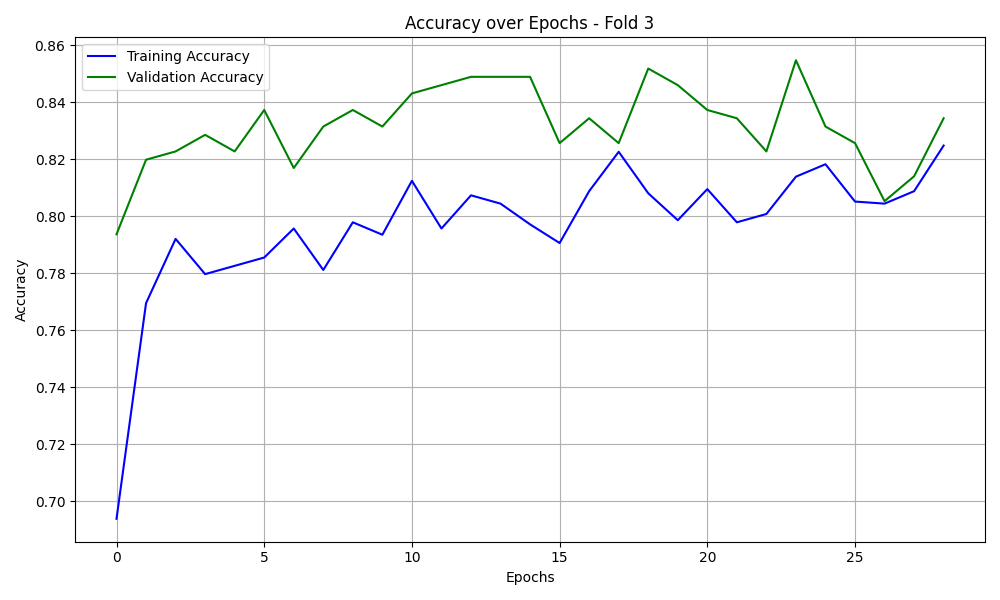 Accuracy over Epochs - Fold 3
Training Accuracy
Validation Accuracy
0.86
0.84
0.82
0.80
0.78
0.76
0.74
0.72
0.70
Accuracy
0 5 10 15 20 25
Epochs